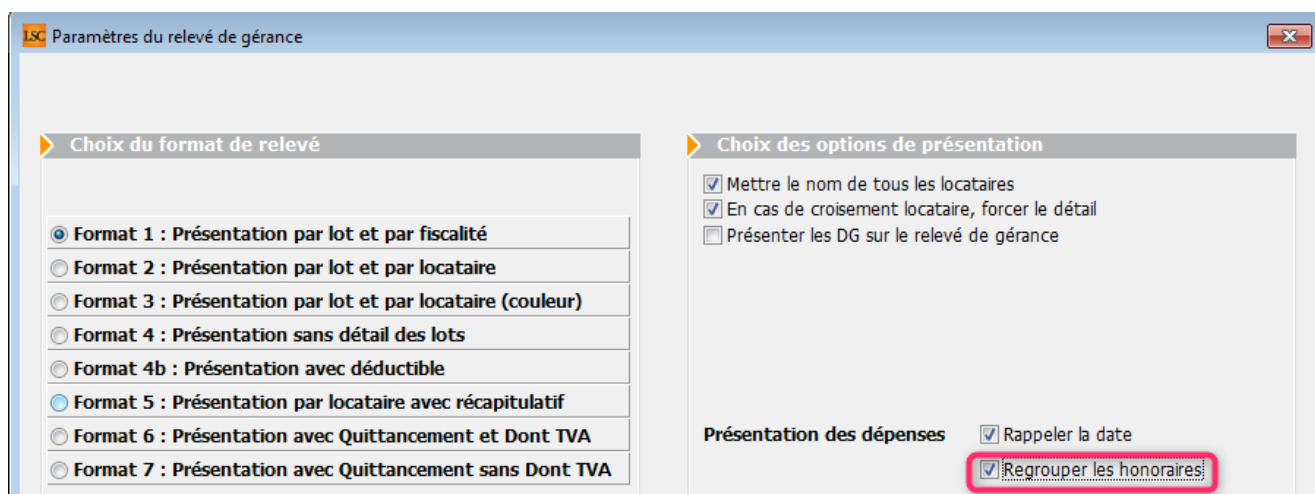 LSC Paramètres du relevé de gérance
Choix du format de relevé
Format 1 : Présentation par lot et par fiscalité
Format 2 : Présentation par lot et par locataire
Format 3 : Présentation par lot et par locataire (couleur)
Format 4 : Présentation sans détail des lots
Format 4b : Présentation avec déductible
Format 5 : Présentation par locataire avec récapitulatif
Format 6 : Présentation avec Quittancement et Dont TVA
Format 7 : Présentation avec Quittancement sans Dont TVA
Choix des options de présentation
Mettre le nom de tous les locataires
En cas de croisement locataire, forcer le détail
Présenter les DG sur le relevé de gérance
Présentation des dépenses Rappeler la date
Regrouper les honoraires